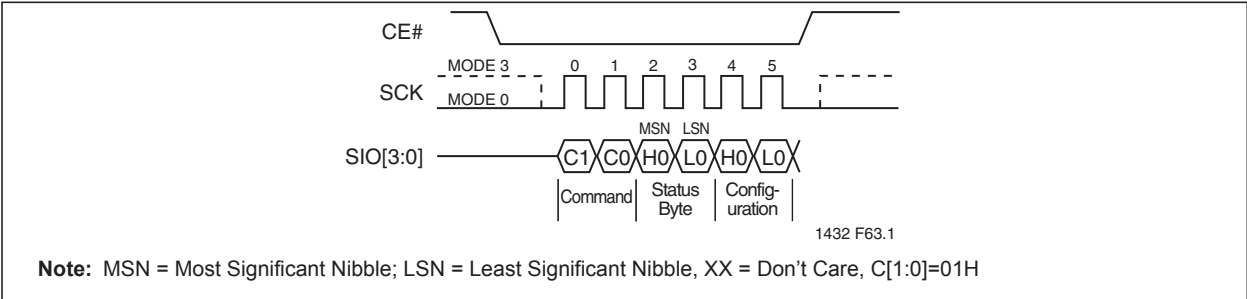 CE#
MODE 3 0 1 2 3 4 5
SCK
MODE 0
MSN LSN
SIO[3:0] C1 C0 H0 L0 H0 L0
Command Status Byte Config-uration
1432 F63.1
Note: MSN = Most Significant Nibble; LSN = Least Significant Nibble, XX = Don't Care, C[1:0]=01H